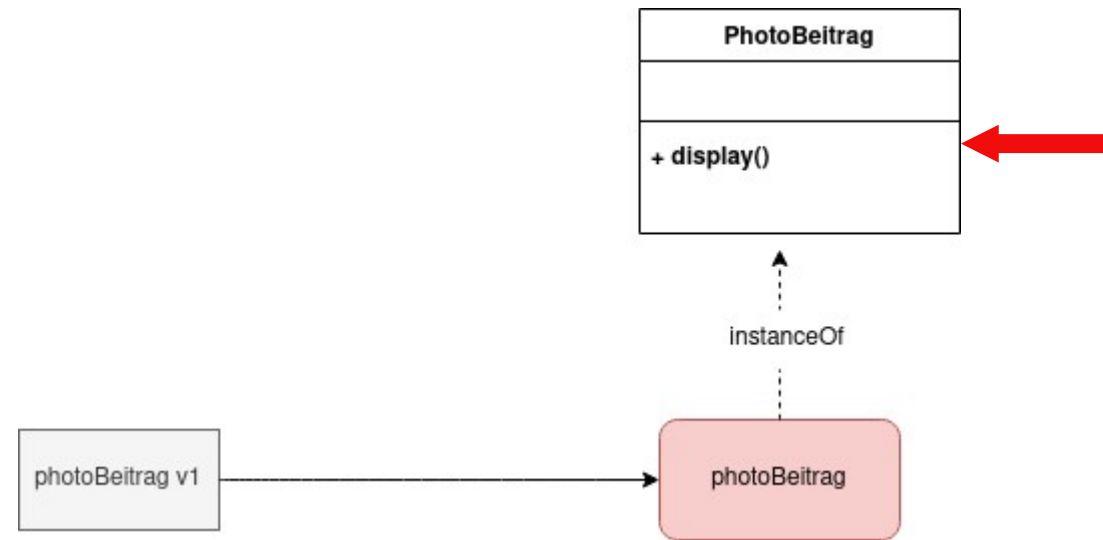 PhotoBeitrag
+ display()
instanceOf
photoBeitrag v1
photoBeitrag